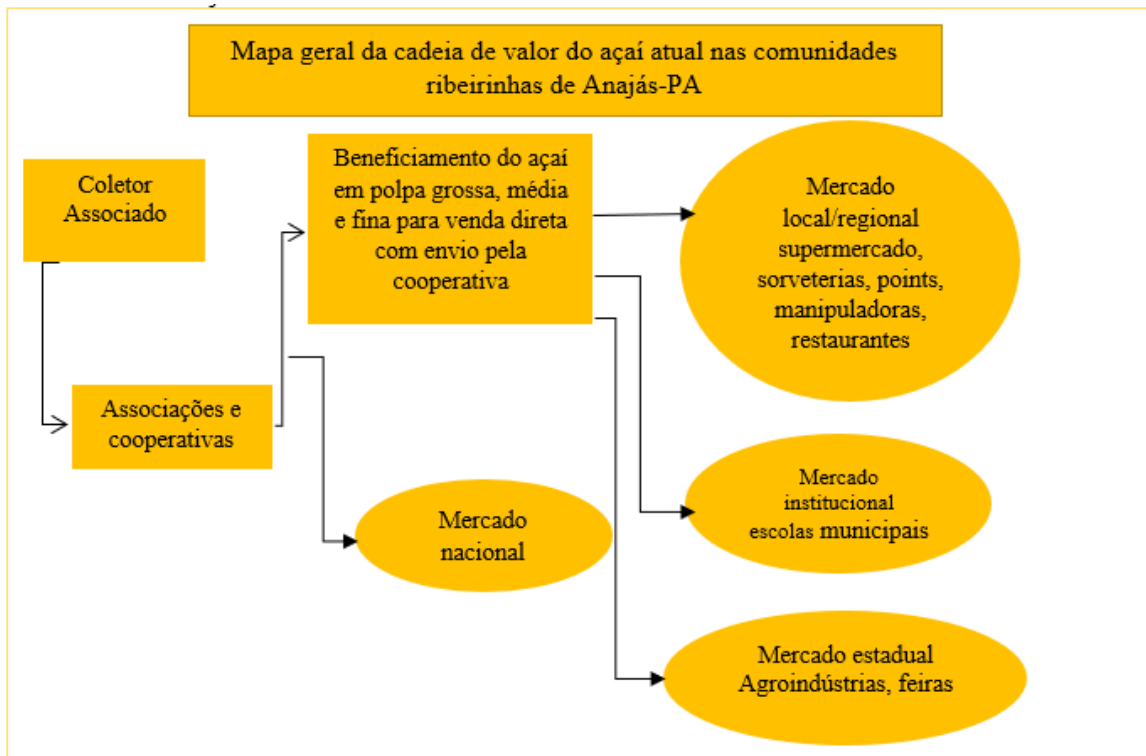 Mapa geral da cadeia de valor do açaí atual nas comunidades
ribeirinhas de Anajás-PA
Coletor
Associado
Beneficiamento do açaí
em polpa grossa, média
e fina para venda direta
com envio pela
cooperativa
Mercado
local/regional
supermercado,
sorveterias, points,
manipuladoras,
restaurantes
Associações e
cooperativas
Mercado
nacional
Mercado
institucional
escolas municipais
Mercado estadual
Agroindústrias, feiras